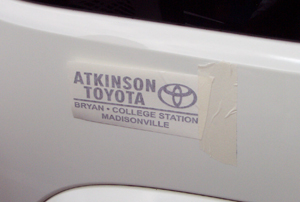 ATKINSON
TOYOTA
BRYAN • COLLEGE STATION
MADISONVILLE